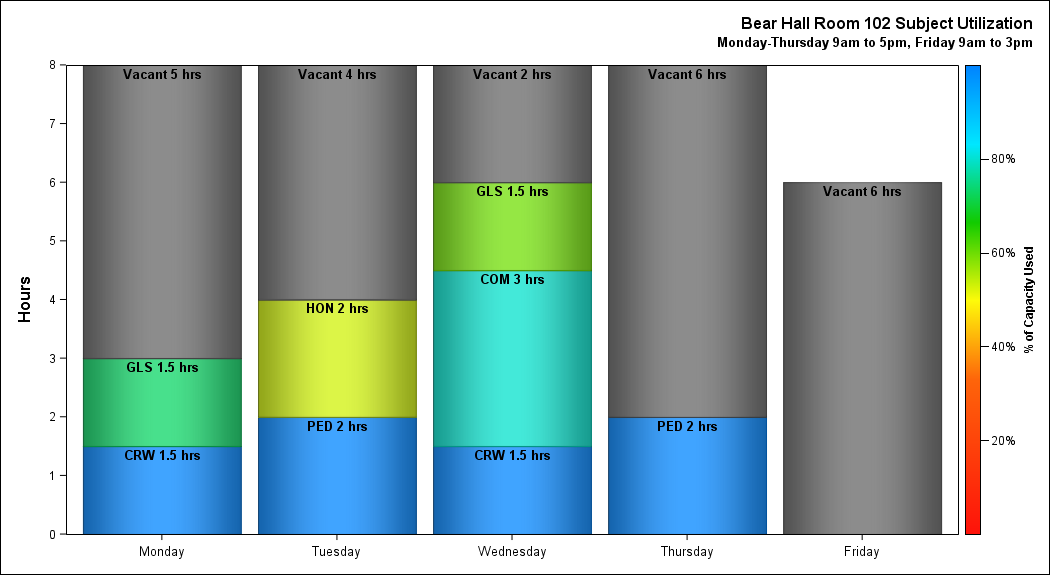 Bear Hall Room 102 Subject Utilization
Monday-Thursday 9am to 5pm, Friday 9am to 3pm
Hours
8
7
6
5
4
3
2
1
0
Vacant 5 hrs
GLS 1.5 hrs
CRW 1.5 hrs
Vacant 4 hrs
HON 2 hrs
PED 2 hrs
Vacant 2 hrs
GLS 1.5 hrs
COM 3 hrs
CRW 1.5 hrs
Vacant 6 hrs
PED 2 hrs
Vacant 6 hrs
Monday
Tuesday
Wednesday
Thursday
Friday
80%
60%
40%
20%
% of Capacity Used